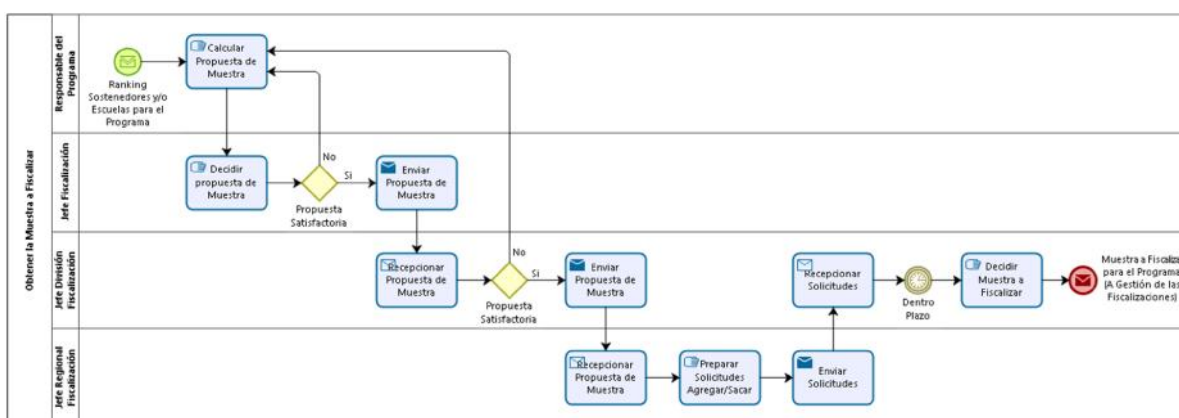 Obtener la Muestra a Fiscalizar
Responsable del
Programa
Ranking
Sostenedores y/o
Escuelas para el
Programa
Calcular
Propuesta de
Muestra
Jefe Fiscalización
Decidir
propuesta de
Muestra
No
Si
Propuesta
Satisfactoria
Enviar
Propuesta de
Muestra
Jefe División
Fiscalización
Recepcionar
Propuesta de
Muestra
No
Si
Propuesta
Satisfactoria
Enviar
Propuesta de
Muestra
Recepcionar
Solicitudes
Dentro
Plazo
Decidir
Muestra a
Fiscalizar
Muestra a Fiscaliza
para el Programa
(A Gestión de las
Fiscalizaciones)
Jefe Regional
Fiscalización
Recepcionar
Propuesta de
Muestra
Preparar
Solicitudes
Agregar/Sacar
Enviar
Solicitudes